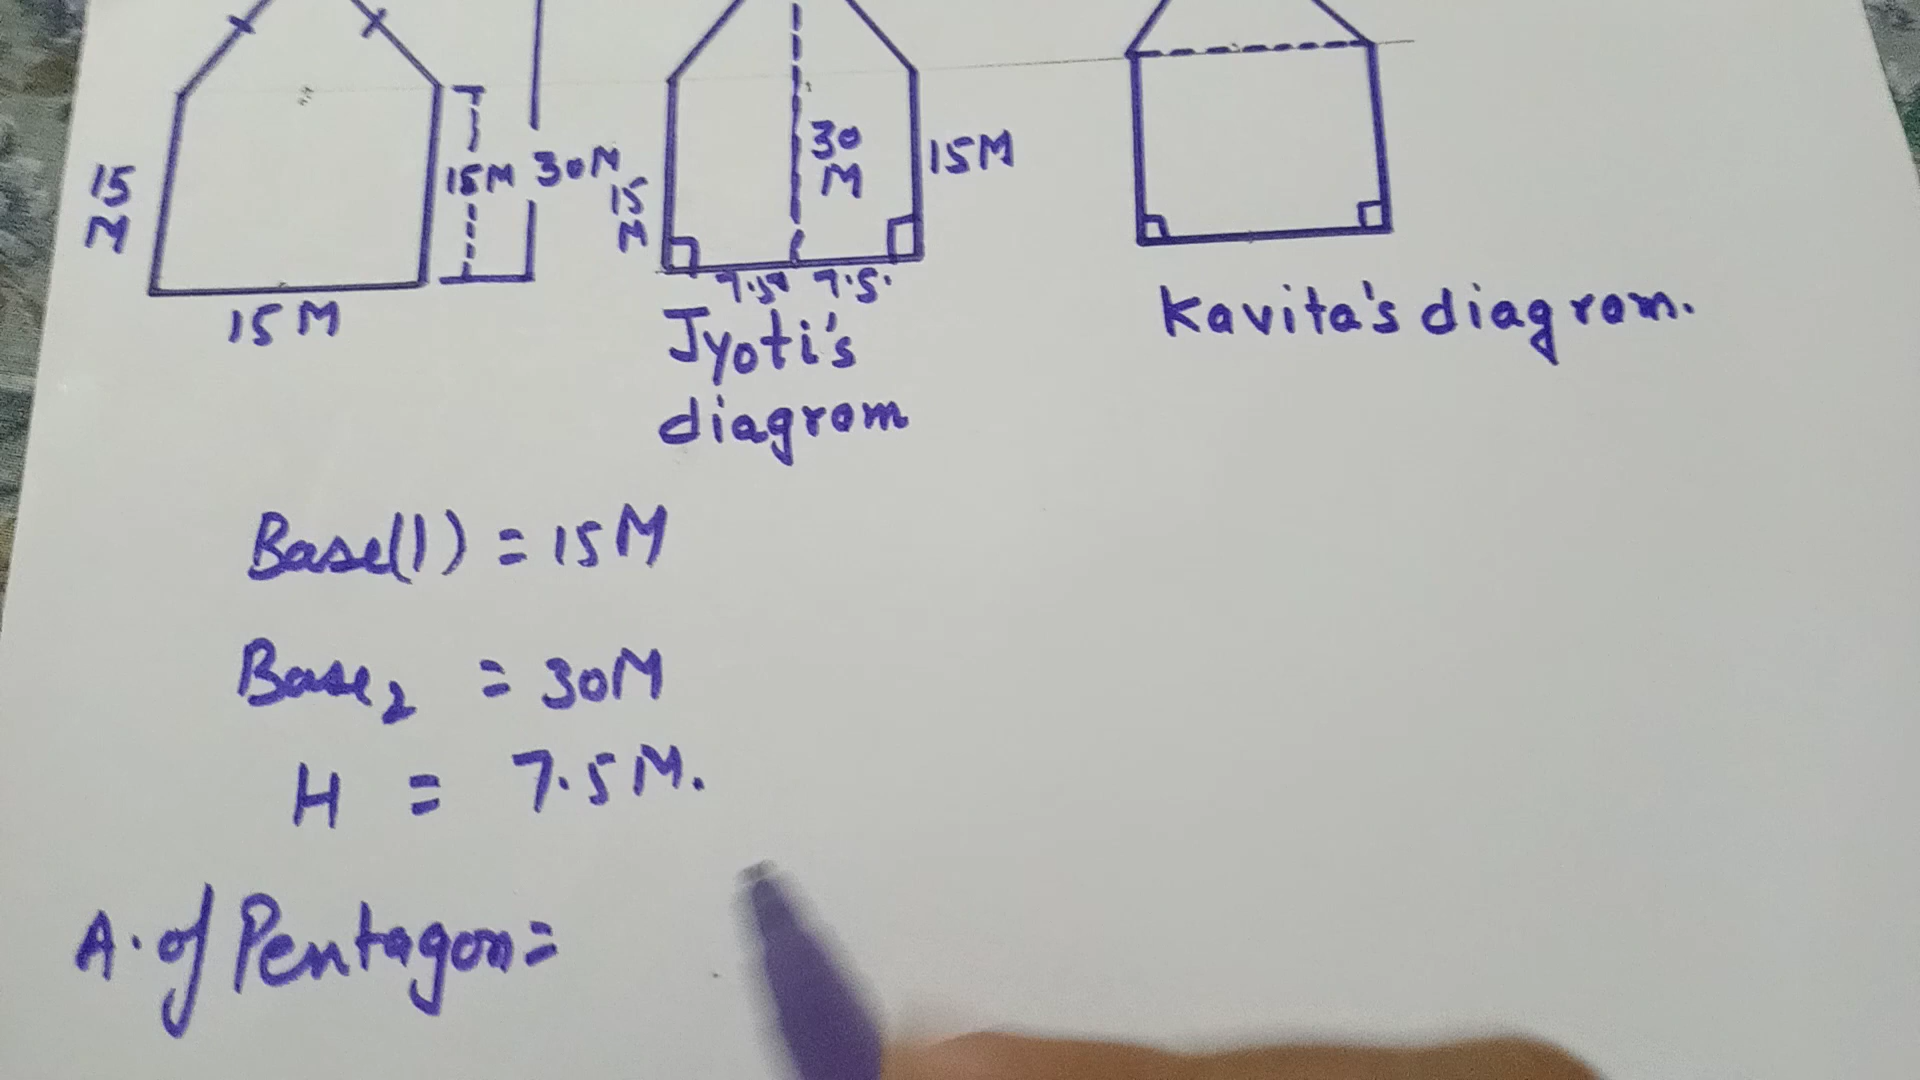 15 M
15M
15M
30M
15 M
30 M
15M
7.5 7.5.
Jyoti's
diagram
Kavita's diagram.
Base(1) = 15M
Base2 = 30M
H = 7.5M.
A. of Pentagon=